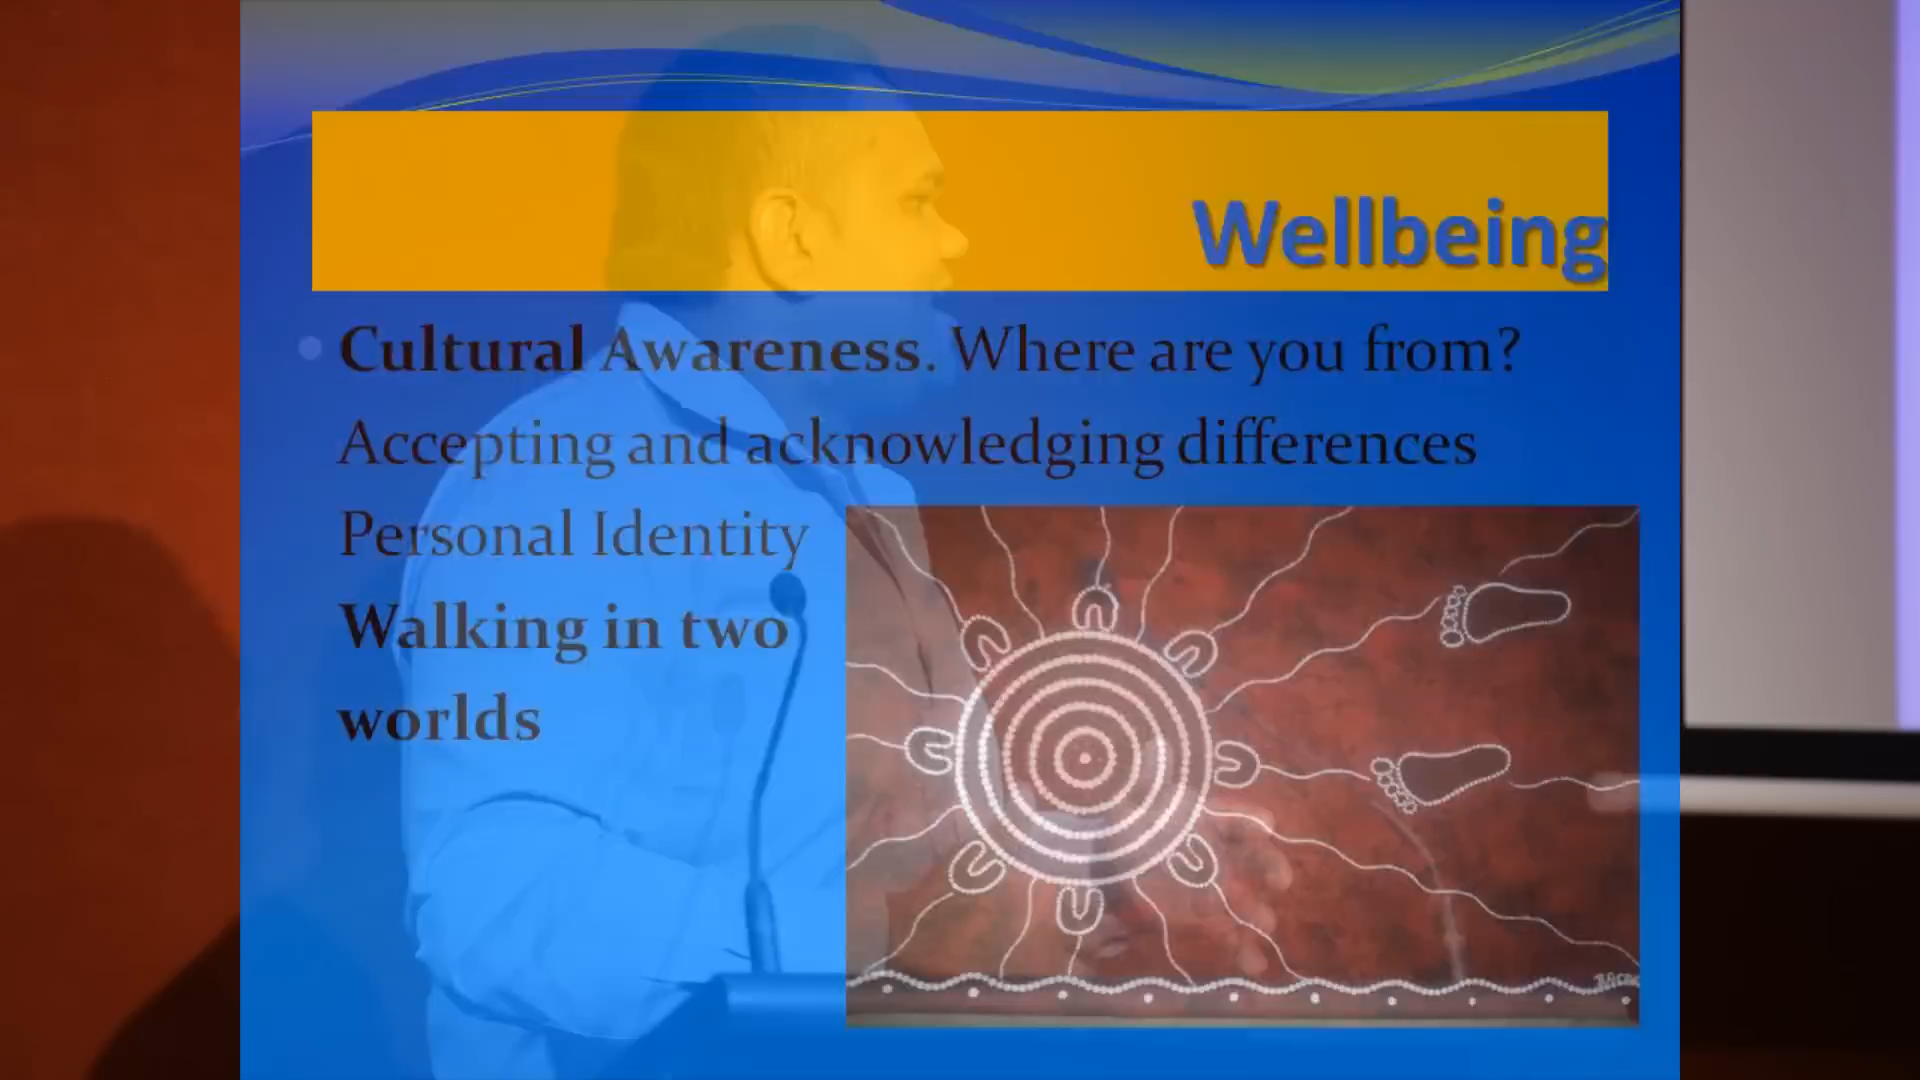 Wellbeing
Cultural Awareness. Where are you from?
Accepting and acknowledging differences
Personal Identity
Walking in two
worlds